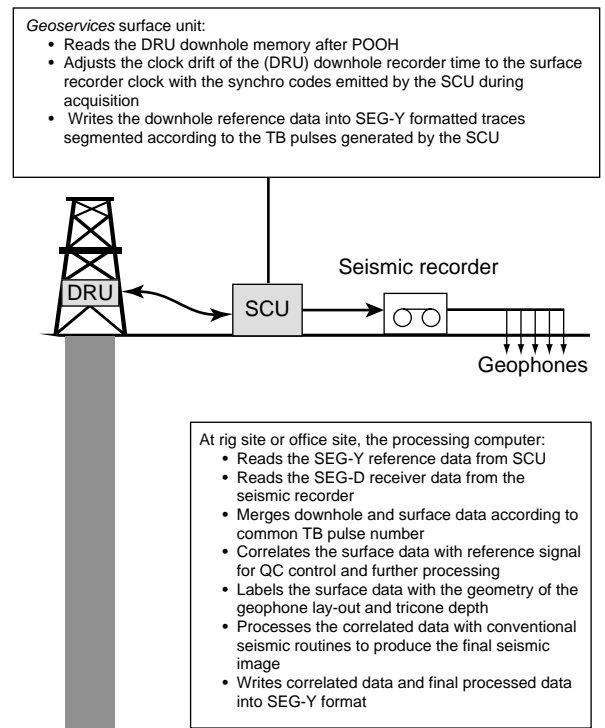 Geoservices surface unit:
• Reads the DRU downhole memory after POOH
• Adjusts the clock drift of the (DRU) downhole recorder time to the surface
recorder clock with the synchro codes emitted by the SCU during
acquisition
• Writes the downhole reference data into SEG-Y formatted traces
segmented according to the TB pulses generated by the SCU
Seismic recorder
DRU
SCU
Geophones
At rig site or office site, the processing computer:
• Reads the SEG-Y reference data from SCU
• Reads the SEG-D receiver data from the
seismic recorder
• Merges downhole and surface data according to
common TB pulse number
• Correlates the surface data with reference signal
for QC control and further processing
• Labels the surface data with the geometry of the
geophone lay-out and tricone depth
• Processes the correlated data with conventional
seismic routines to produce the final seismic
image
• Writes correlated data and final processed data
into SEG-Y format